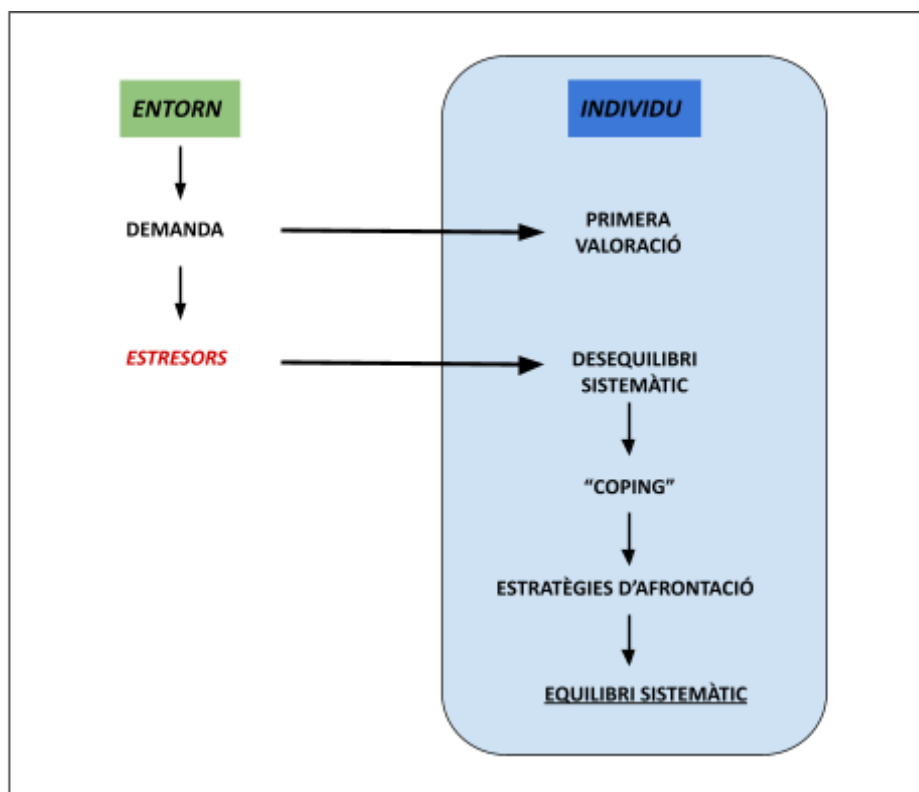 ENTORN
INDIVIDU
DEMANDA
PRIMERA
VALORACIÓ
ESTRESORS
DESEQUILIBRI
SISTEMÀTIC
“COPING”
ESTRATÈGIES D’AFRONTACIÓ
EQUILIBRI SISTEMÀTIC